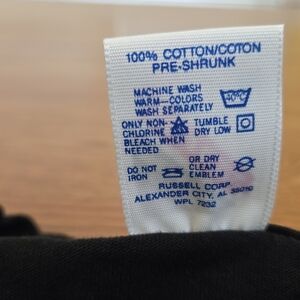 100% COTTON/COTON
PRE-SHRUNK
MACHINE WASH
WARM-COLORS
WASH SEPARATELY
ONLY NON- TUMBLE
CHLORINE DRY LOW
BLEACH WHEN
NEEDED
DO NOT OR DRY
IRON CLEAN
EMBLEM
RUSSELL CORP.
ALEXANDER CITY, AL 35010
WPL 7232